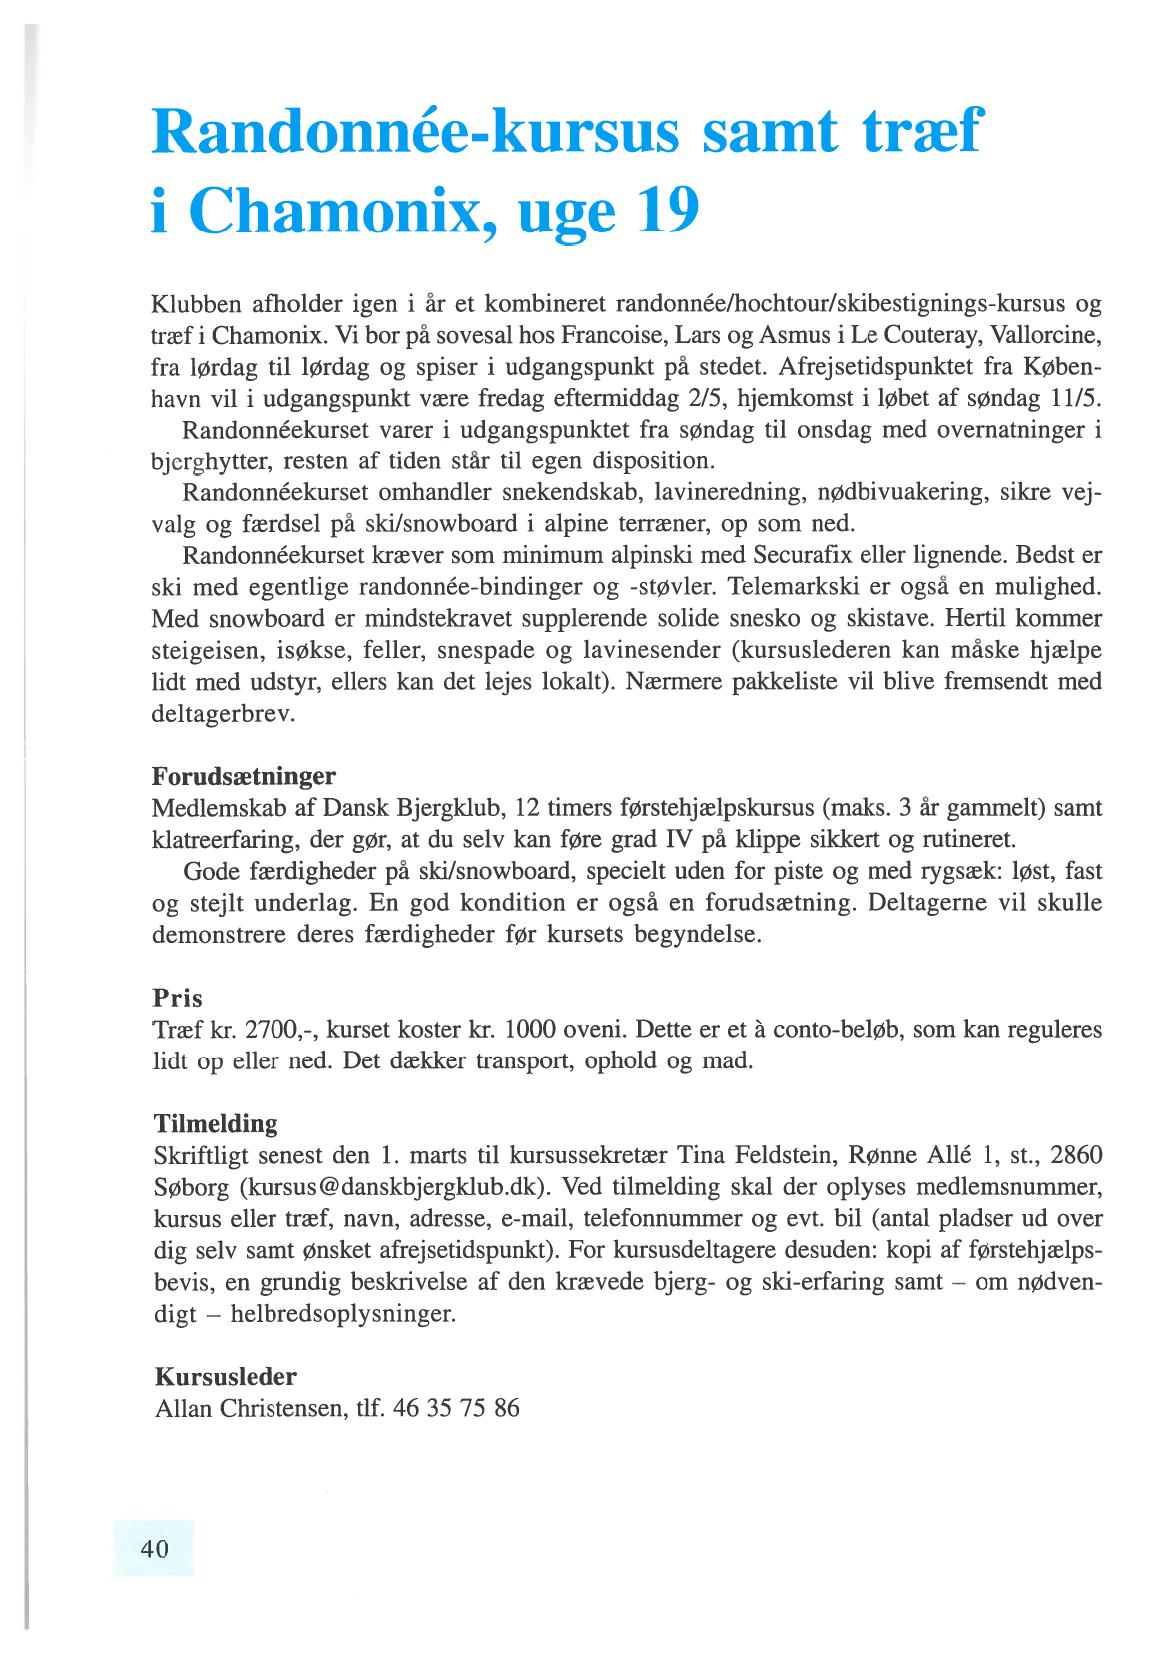 Randonnée-kursus samt træf
i Chamonix, uge 19
Klubben afholder igen i år et kombineret randonnée/hochtour/skibestignings-kursus og
træf i Chamonix. Vi bor på sovesal hos Francoise, Lars og Asmus i Le Couteray, Vallorcine,
fra lørdag til lørdag og spiser i udgangspunkt på stedet. Afrejsetidspunktet fra Køben-
havn vil i udgangspunkt være fredag eftermiddag 2/5, hjemkomst i løbet af søndag 11/5.
Randonnéekurset varer i udgangspunktet fra søndag til onsdag med overnatninger i
bjerghytter, resten af tiden står til egen disposition.
Randonnéekurset omhandler snekendskab, lavineredning, nødbivuakering, sikre vej-
valg og færdsel på ski/snowboard i alpine terræner, op som ned.
Randonnéekurset kræver som minimum alpinski med Securafix eller lignende. Bedst er
ski med egentlige randonnée-bindinger og -støvler. Telemarkski er også en mulighed.
Med snowboard er mindstekravet supplerende solide snesko og skistave. Hertil kommer
steigeisen, isøkse, feller, snespade og lavinesender (kursuslederen kan måske hjælpe
lidt med udstyr, ellers kan det lejes lokalt). Nærmere pakkeliste vil blive fremsendt med
deltagerbrev.
Forudsætninger
Medlemskab af Dansk Bjergklub, 12 timers førstehjælpskursus (maks. 3 år gammelt) samt
klatreerfaring, der gør, at du selv kan føre grad IV på klippe sikkert og rutineret.
Gode færdigheder på ski/snowboard, specielt uden for piste og med rygsæk: løst, fast
og stejlt underlag. En god kondition er også en forudsætning. Deltagerne vil skulle
demonstrere deres færdigheder før kursets begyndelse.
Pris
Træf kr. 2700,-, kurset koster kr. 1000 oveni. Dette er et à conto-beløb, som kan reguleres
lidt op eller ned. Det dækker transport, ophold og mad.
Tilmelding
Skriftligt senest den 1. marts til kursussekretær Tina Feldstein, Rønne Allé 1, st., 2860
Søborg (kursus@danskbjergklub.dk). Ved tilmelding skal der oplyses medlemsnummer,
kursus eller træf, navn, adresse, e-mail, telefonnummer og evt. bil (antal pladser ud over
dig selv samt ønsket afrejsetidspunkt). For kursusdeltagere desuden: kopi af førstehjælps-
bevis, en grundig beskrivelse af den krævede bjerg- og ski-erfaring samt – om nødven-
digt – helbredsoplysninger.
Kursusleder
Allan Christensen, tlf. 46 35 75 86
40